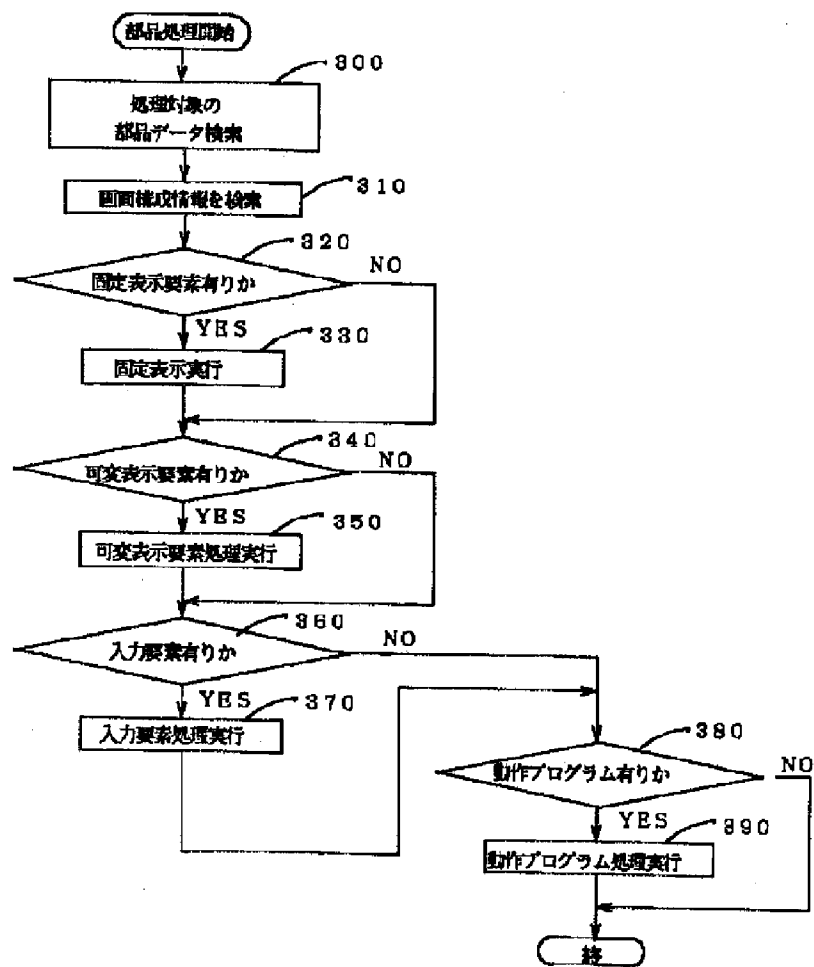 部品処理開始
300
処理対象の
部品データ検索
310
画面構成情報を検索
320
固定表示要素有りか
NO
YES
330
固定表示実行
340
可変表示要素有りか
NO
YES
350
可変表示要素処理実行
360
入力要素有りか
NO
YES
370
入力要素処理実行
380
動作プログラム有りか
NO
YES
390
動作プログラム処理実行
終